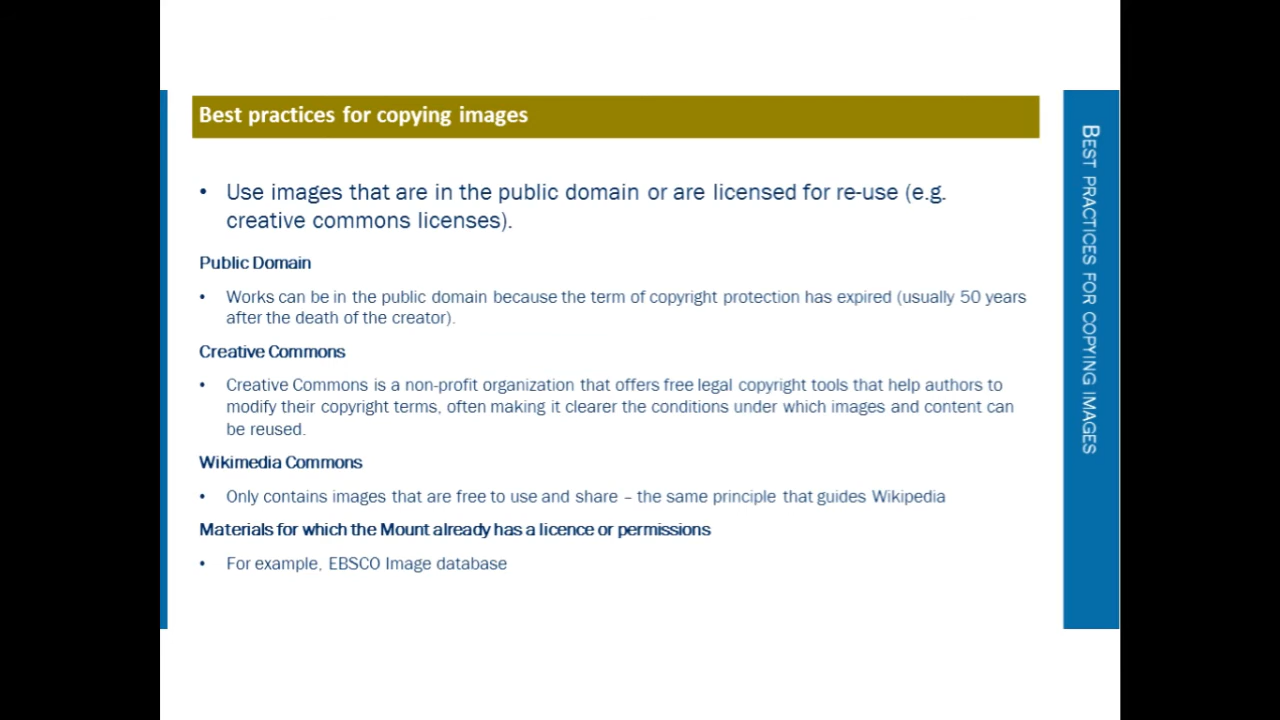 Best practices for copying images
• Use images that are in the public domain or are licensed for re-use (e.g.
creative commons licenses).
Public Domain
• Works can be in the public domain because the term of copyright protection has expired (usually 50 years
after the death of the creator).
Creative Commons
• Creative Commons is a non-profit organization that offers free legal copyright tools that help authors to
modify their copyright terms, often making it clearer the conditions under which images and content can
be reused.
Wikimedia Commons
• Only contains images that are free to use and share – the same principle that guides Wikipedia
Materials for which the Mount already has a licence or permissions
• For example, EBSCO Image database
BEST PRACTICES FOR COPYING IMAGES